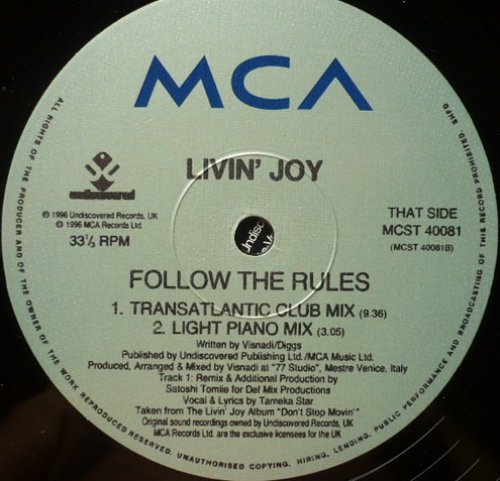 MCA
LIVIN' JOY
undiscovered
℗ 1996 Undiscovered Records, UK
© 1996 MCA Records Ltd.
33⅓ RPM
THAT SIDE
MCST 40081
(MCST 40081B)
Undisc
FOLLOW THE RULES
1. TRANSATLANTIC CLUB MIX (9.36)
2. LIGHT PIANO MIX (3.05)
Written by Visnadi/Diggs
Published by Undiscovered Publishing Ltd./MCA Music Ltd.
Produced, Arranged & Mixed by Visnadi at "77 Studio", Mestre Venice, Italy
Track 1: Remix & Additional Production by
Satoshi Tomiie for Def Mix Productions
Vocal & Lyrics by Tameka Star
Taken from The Livin' Joy Album "Don't Stop Movin'"
Original sound recordings owned by Undiscovered Records, UK
MCA Records Ltd. are the exclusive licensees for the UK
ALL RIGHTS OF THE PRODUCER AND OF THE OWNER OF THE WORK REPRODUCED RESERVED. UNAUTHORISED COPYING, HIRING, LENDING, PUBLIC PERFORMANCE AND BROADCASTING OF THIS RECORD PROHIBITED.